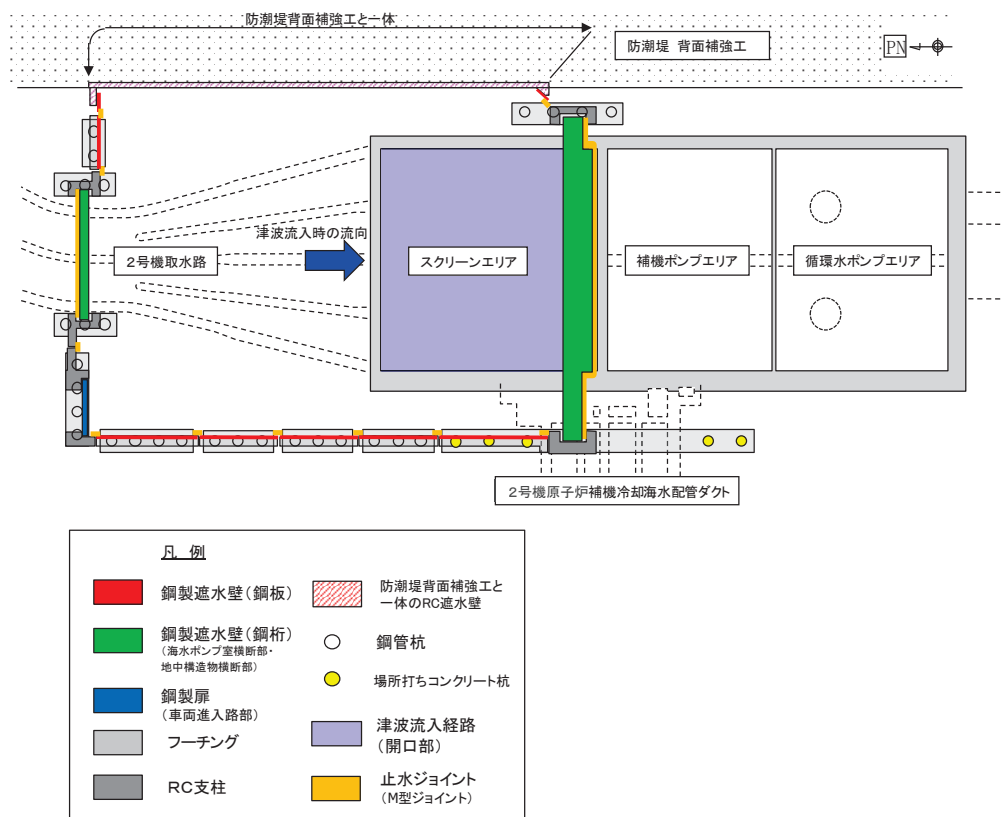 防潮堤背面補強工と一体
防潮堤 背面補強工
PN
津波流入時の流向
2号機取水路
スクリーンエリア
補機ポンプエリア
循環水ポンプエリア
2号機原子炉補機冷却海水配管ダクト
凡 例
鋼製遮水壁(鋼板)
鋼製遮水壁(鋼桁)
(海水ポンプ室横断部・
地中構造物横断部)
鋼製扉
(車両進入路部)
フーチング
RC支柱
防潮堤背面補強工と
一体のRC遮水壁
鋼管杭
場所打ちコンクリート杭
津波流入経路
(開口部)
止水ジョイント
(M型ジョイント)